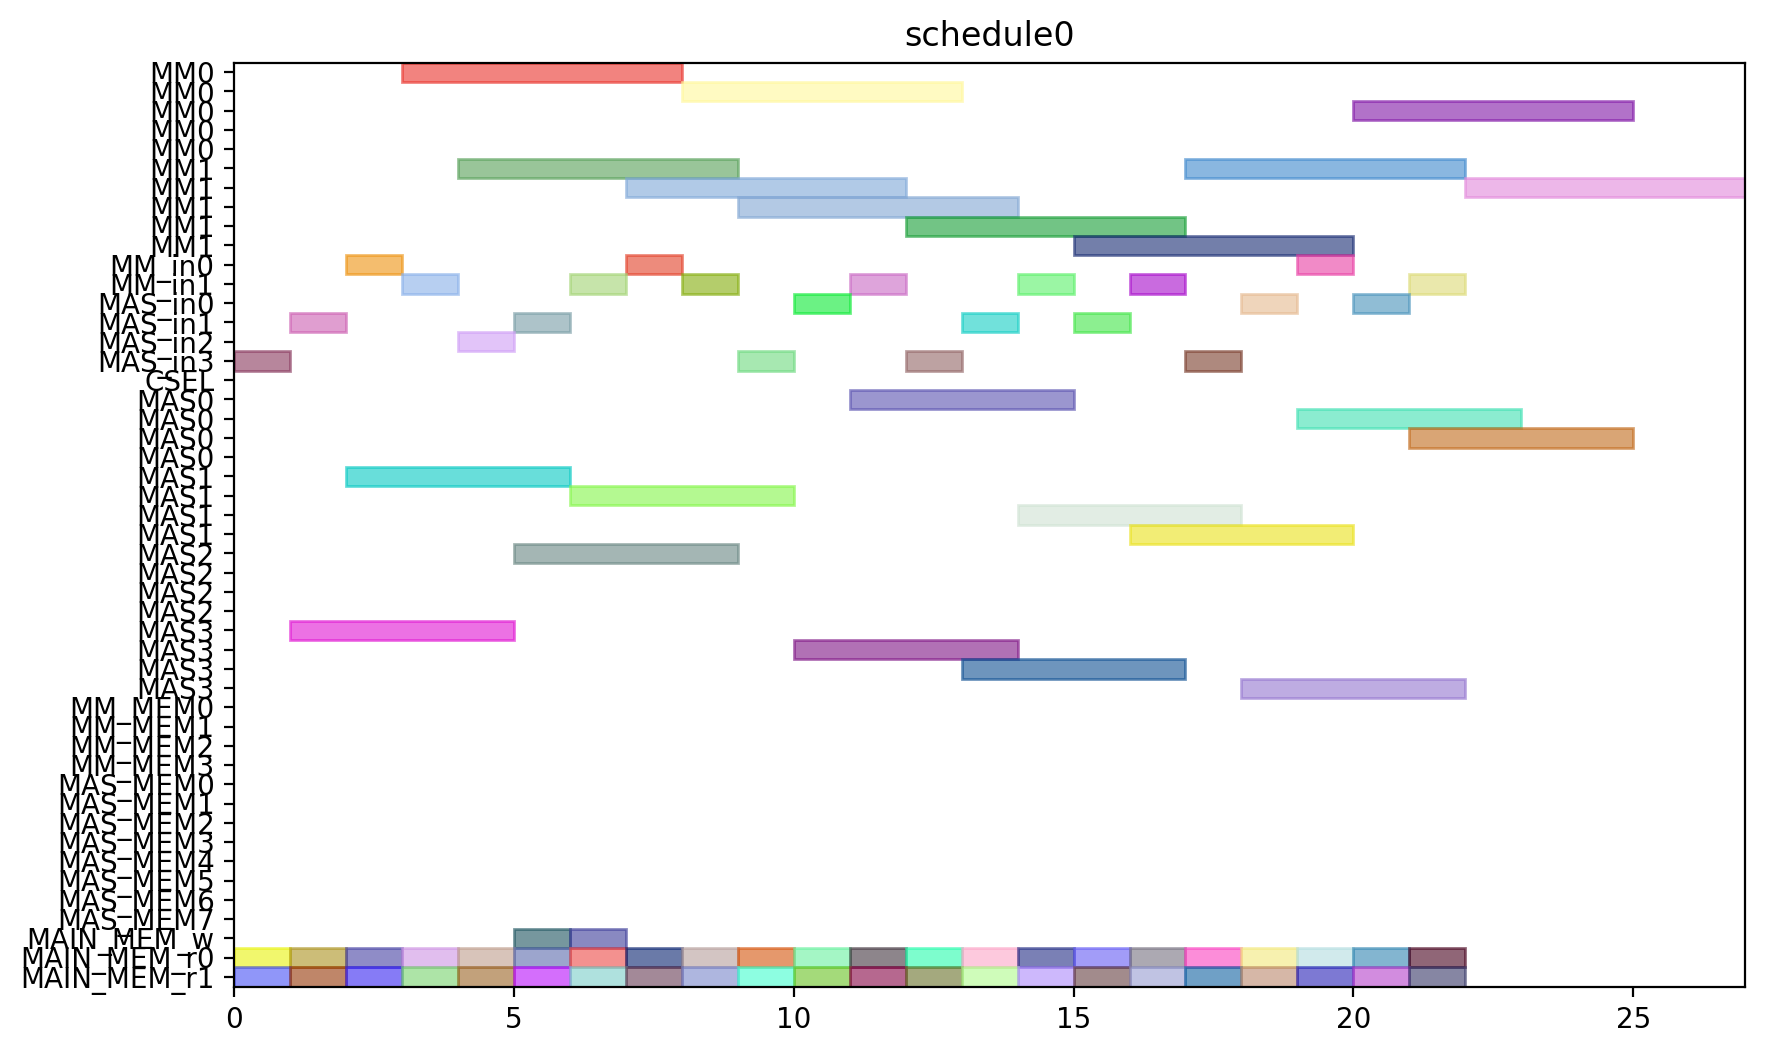 schedule0
MM0
MM0
MM0
MM0
MM0
MM1
MM1
MM1
MM1
MM1
MM_in0
MM_in1
MAS_in0
MAS_in1
MAS_in2
MAS_in3
CSEL
MAS0
MAS0
MAS0
MAS0
MAS1
MAS1
MAS1
MAS1
MAS2
MAS2
MAS2
MAS2
MAS3
MAS3
MAS3
MAS3
MM_MEM0
MM_MEM1
MM_MEM2
MM_MEM3
MAS_MEM0
MAS_MEM1
MAS_MEM2
MAS_MEM3
MAS_MEM4
MAS_MEM5
MAS_MEM6
MAS_MEM7
MAIN_MEM_w
MAIN_MEM_r0
MAIN_MEM_r1
0 5 10 15 20 25